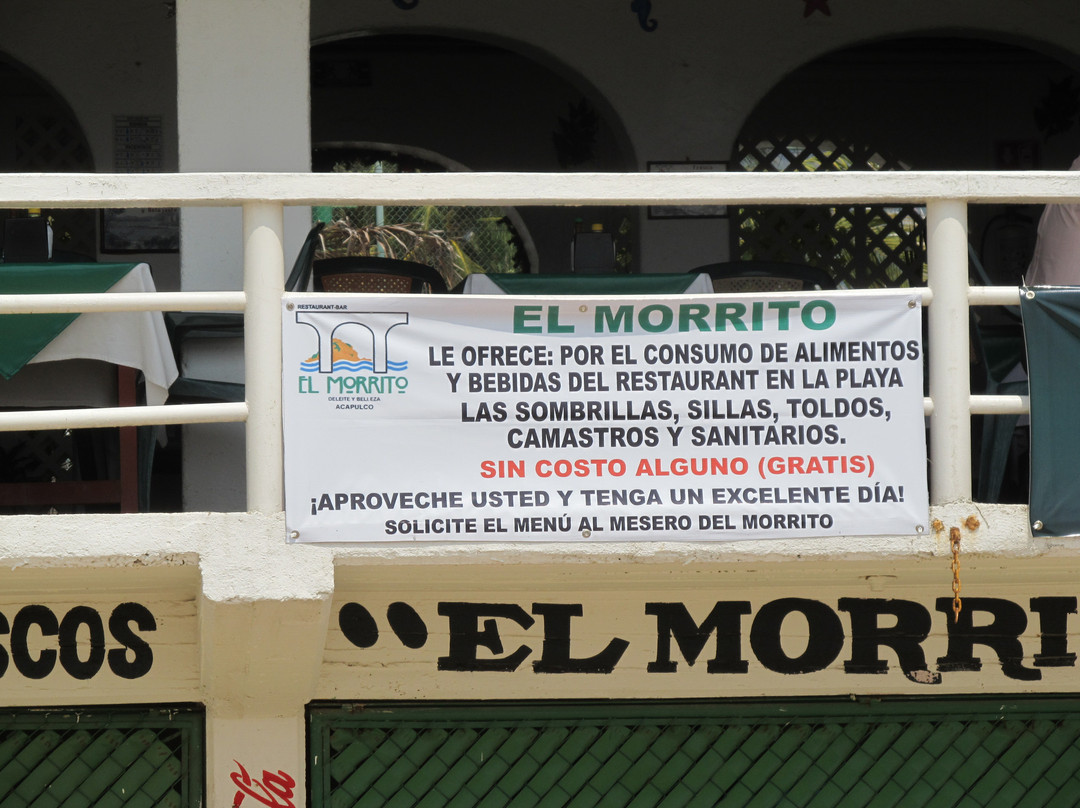 RESTAURANT-BAR
EL MORRITO
DELEITE Y BELLEZA
ACAPULCO
EL MORRITO
LE OFRECE: POR EL CONSUMO DE ALIMENTOS
Y BEBIDAS DEL RESTAURANT EN LA PLAYA
LAS SOMBRILLAS, SILLAS, TOLDOS,
CAMASTROS Y SANITARIOS.
SIN COSTO ALGUNO (GRATIS)
¡APROVECHE USTED Y TENGA UN EXCELENTE DÍA!
SOLICITE EL MENÚ AL MESERO DEL MORRITO
SCOS
EL MORRI